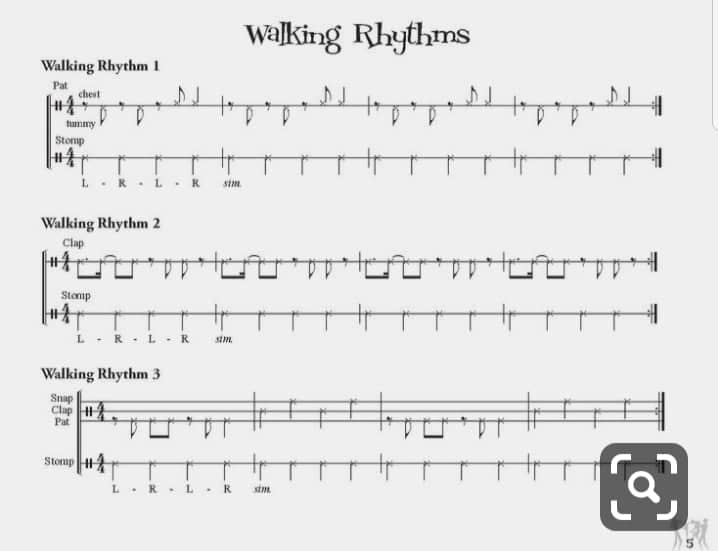 Walking Rhythms
Walking Rhythm 1
Pat
chest
tummy
Stomp
L - R - L - R sim.
Walking Rhythm 2
Clap
Stomp
L - R - L - R sim.
Walking Rhythm 3
Snap
Clap
Pat
Stomp
L - R - L - R sim.
5